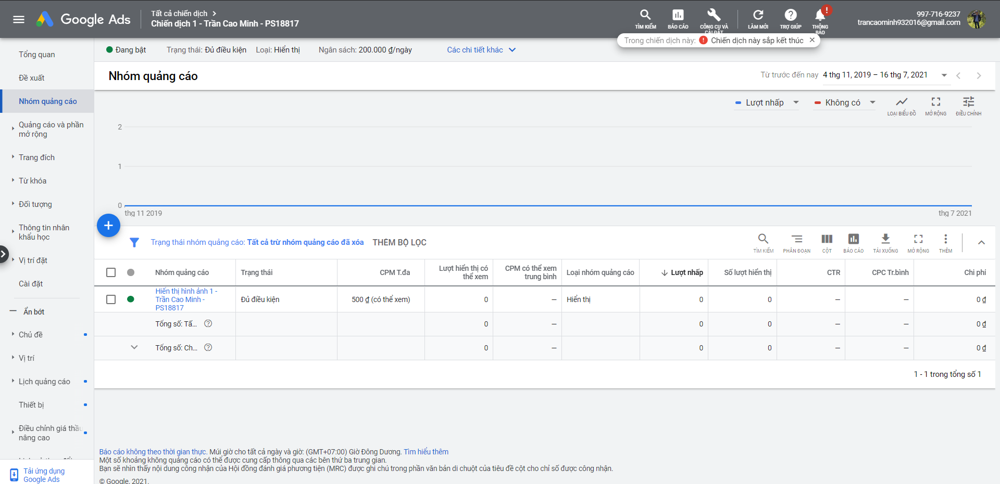 Google Ads
Tất cả chiến dịch
Chiến dịch 1 - Trần Cao Minh - PS18817
TÌM KIẾM
BÁO CÁO
CÔNG CỤ VÀ
CÀI ĐẶT
LÀM MỚI
TRỢ GIÚP
THÔNG
BÁO
!
997-716-9237
trancaominh932016@gmail.com
Trong chiến dịch này: ! Chiến dịch này sắp kết thúc
Tổng quan
Đề xuất
Nhóm quảng cáo
Quảng cáo và phần
mở rộng
Trang đích
Từ khóa
Đối tượng
Thông tin nhân
khẩu học
Vị trí đặt
Cài đặt
Ẩn bớt
Chủ đề
Vị trí
Lịch quảng cáo
Thiết bị
Điều chỉnh giá thầu
nâng cao
Tải ứng dụng
Google Ads
Đang bật Trạng thái: Đủ điều kiện Loại: Hiển thị Ngân sách: 200.000 ₫/ngày Các chi tiết khác
Nhóm quảng cáo
Từ trước đến nay 4 thg 11, 2019 – 16 thg 7, 2021
Lượt nhấp
Không có
LOẠI BIỂU ĐỒ
MỞ RỘNG
ĐIỀU CHỈNH
2
1
0
thg 11 2019
thg 7 2021
Trạng thái nhóm quảng cáo: Tất cả trừ nhóm quảng cáo đã xóa THÊM BỘ LỌC
TÌM KIẾM
PHÂN ĐOẠN
CỘT
BÁO CÁO
TẢI XUỐNG
MỞ RỘNG
THÊM
Nhóm quảng cáo
Trạng thái
CPM T.đa
Lượt hiển thị có
thể xem
CPM có thể xem
trung bình
Loại nhóm quảng cáo
Lượt nhấp
Số lượt hiển thị
CTR
CPC Tr.bình
Chi phí
Hiển thị hình ảnh 1 -
Trần Cao Minh -
PS18817
Đủ điều kiện
500 ₫ (có thể xem)
0
—
Hiển thị
0
0
—
—
0 ₫
Tổng số: Tấ... ?
0
—
0
0
—
—
0 ₫
Tổng số: Ch... ?
0
—
0
0
—
—
0 ₫
1 - 1 trong tổng số 1
Báo cáo không theo thời gian thực. Múi giờ cho tất cả ngày và giờ: (GMT+07:00) Giờ Đông Dương. Tìm hiểu thêm
Một số khoảng không quảng cáo có thể được cung cấp thông qua các bên thứ ba trung gian.
Bạn sẽ nhìn thấy nội dung công nhận của Hội đồng đánh giá phương tiện (MRC) được ghi chú trong phần văn bản di chuột của tiêu đề cột cho chỉ số được công nhận.
© Google, 2021.